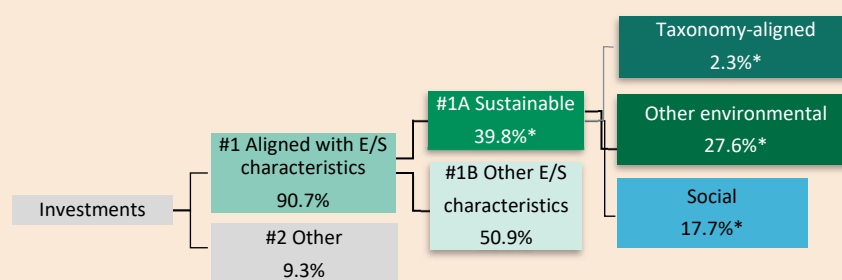 Investments
#1 Aligned with E/S
characteristics
90.7%
#2 Other
9.3%
#1A Sustainable
39.8%*
#1B Other E/S
characteristics
50.9%
Taxonomy-aligned
2.3%*
Other environmental
27.6%*
Social
17.7%*